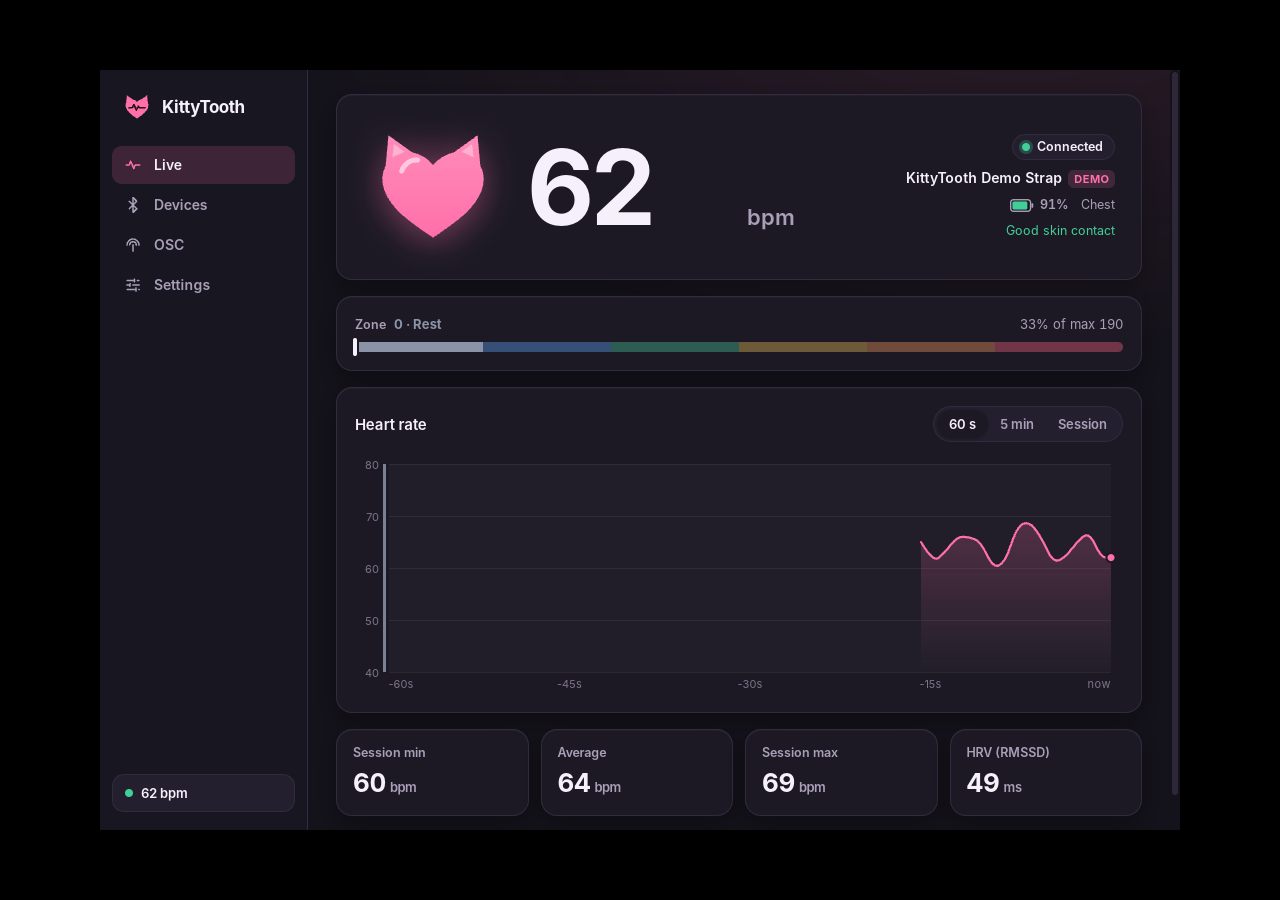 KittyTooth
Live
Devices
OSC
Settings
62 bpm
62 bpm
Connected
KittyTooth Demo Strap DEMO
91% Chest
Good skin contact
Zone 0 · Rest
33% of max 190
Heart rate
60 s 5 min Session
80
70
60
50
40
-60s -45s -30s -15s now
Session min
60 bpm
Average
64 bpm
Session max
69 bpm
HRV (RMSSD)
49 ms